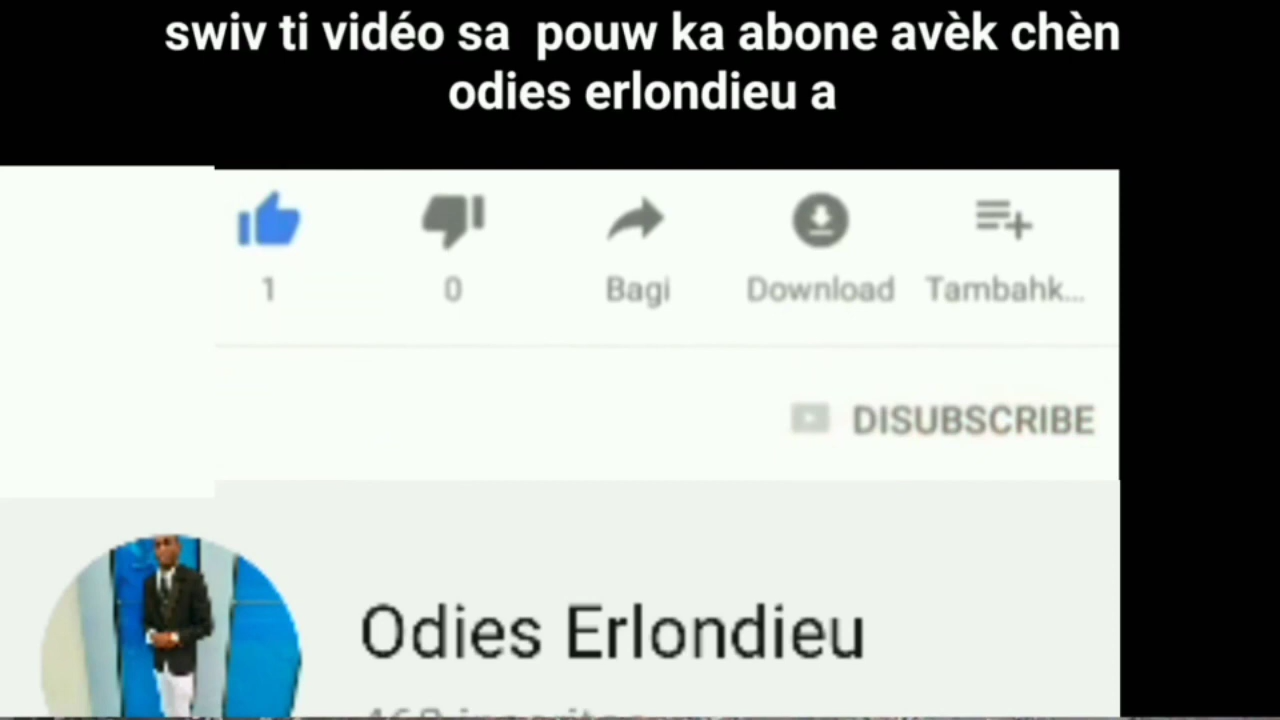 swiv ti vidéo sa pouw ka abone avèk chèn
odies erlondieu a
1 0 Bagi Download Tambahk...
DISUBSCRIBE
Odies Erlondieu